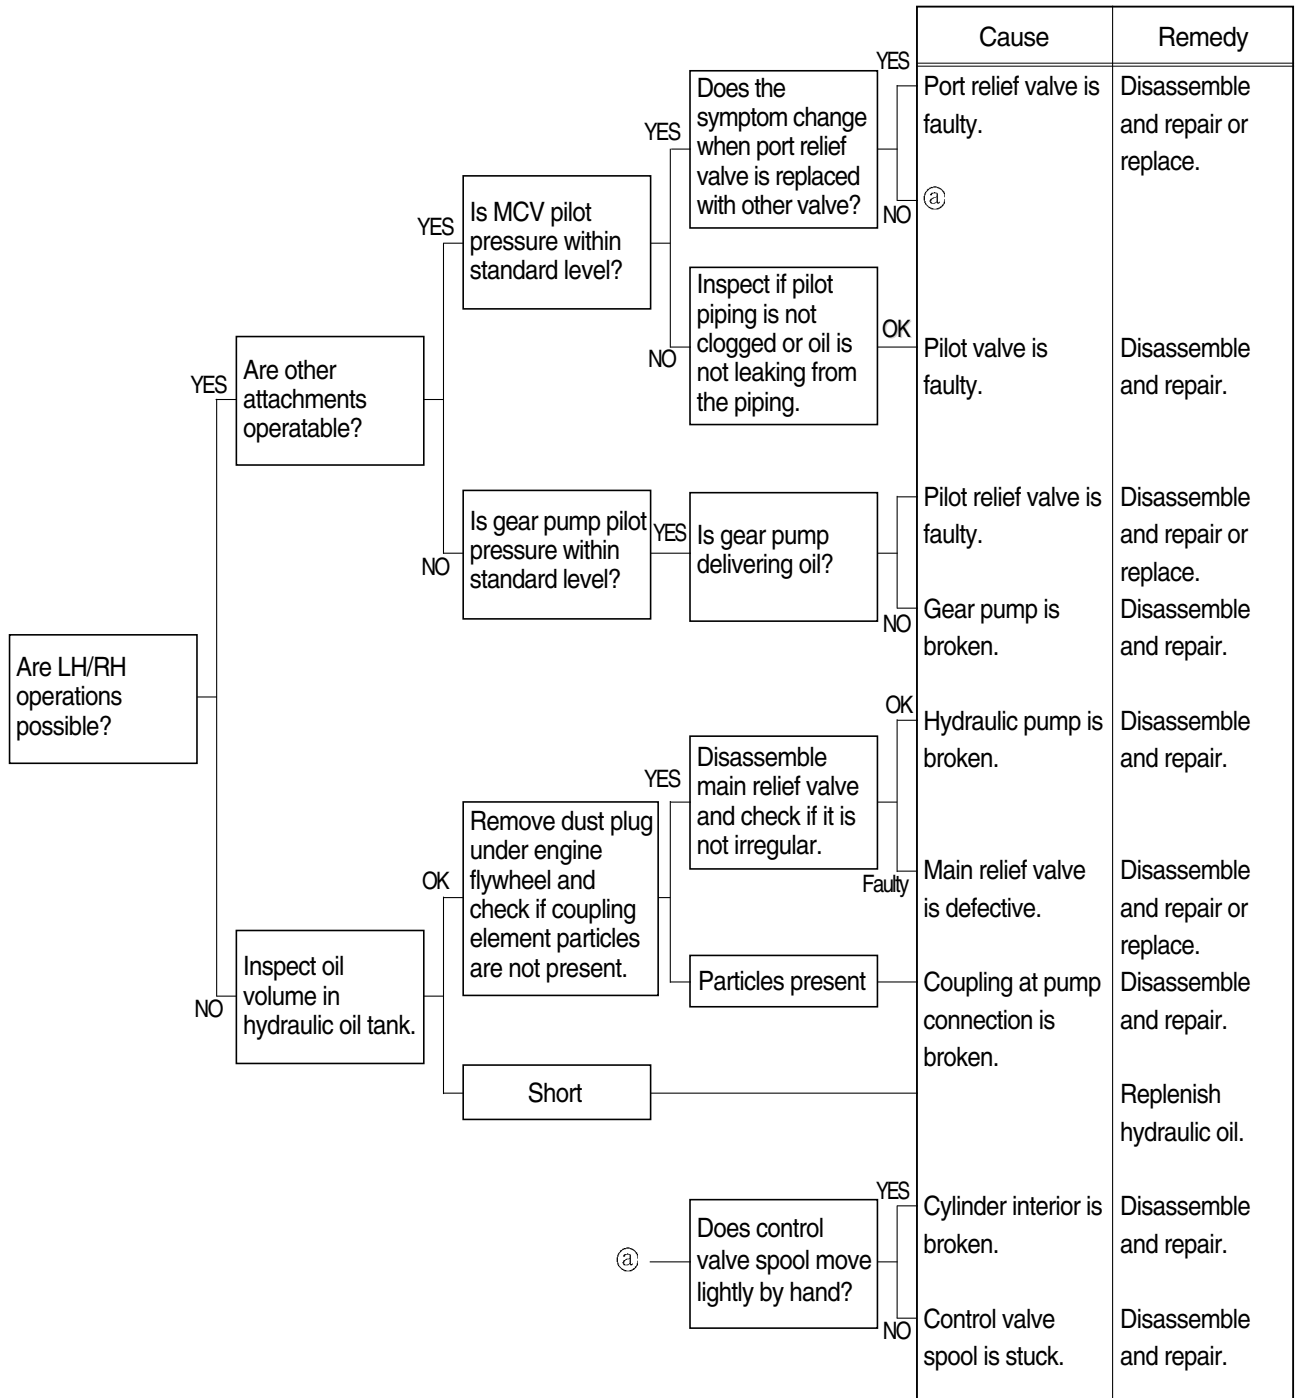 Cause
Remedy
YES
Does the
symptom change
when port relief
valve is replaced
with other valve?
Port relief valve is
faulty.
Disassemble
and repair or
replace.
YES
NO
ⓐ
Is MCV pilot
pressure within
standard level?
YES
Inspect if pilot
piping is not
clogged or oil is
not leaking from
the piping.
NO
OK
Pilot valve is
faulty.
Disassemble
and repair.
YES
Are other
attachments
operatable?
Is gear pump pilot
pressure within
standard level?
NO
YES
Is gear pump
delivering oil?
Pilot relief valve is
faulty.
Disassemble
and repair or
replace.
NO
Gear pump is
broken.
Disassemble
and repair.
Are LH/RH
operations
possible?
OK
Hydraulic pump is
broken.
Disassemble
and repair.
YES
Disassemble
main relief valve
and check if it is
not irregular.
Remove dust plug
under engine
flywheel and
check if coupling
element particles
are not present.
OK
Faulty
Main relief valve
is defective.
Disassemble
and repair or
replace.
NO
Inspect oil
volume in
hydraulic oil tank.
Particles present
Coupling at pump
connection is
broken.
Disassemble
and repair.
Short
Replenish
hydraulic oil.
ⓐ
Does control
valve spool move
lightly by hand?
YES
Cylinder interior is
broken.
Disassemble
and repair.
NO
Control valve
spool is stuck.
Disassemble
and repair.